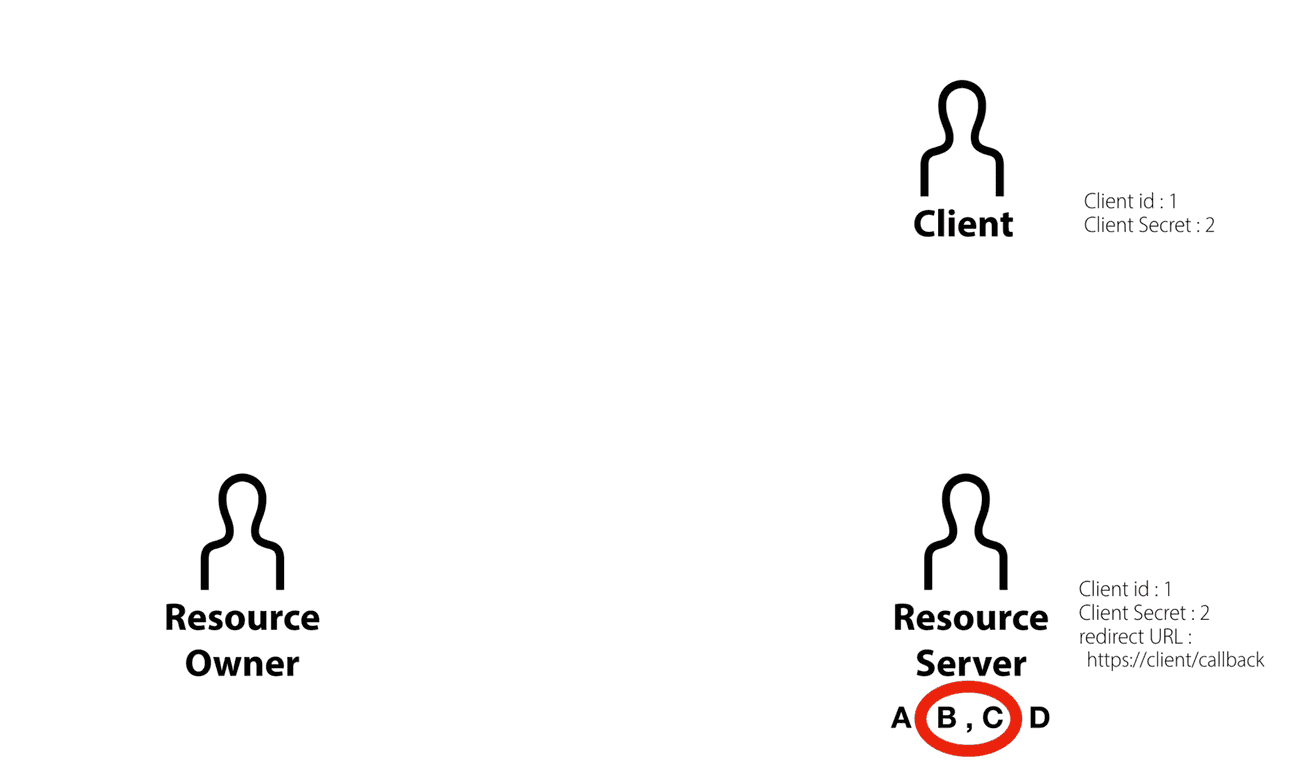 Client
Client id : 1
Client Secret : 2
Resource
Owner
Resource
Server
Client id : 1
Client Secret : 2
redirect URL :
https://client/callback
A B , C D